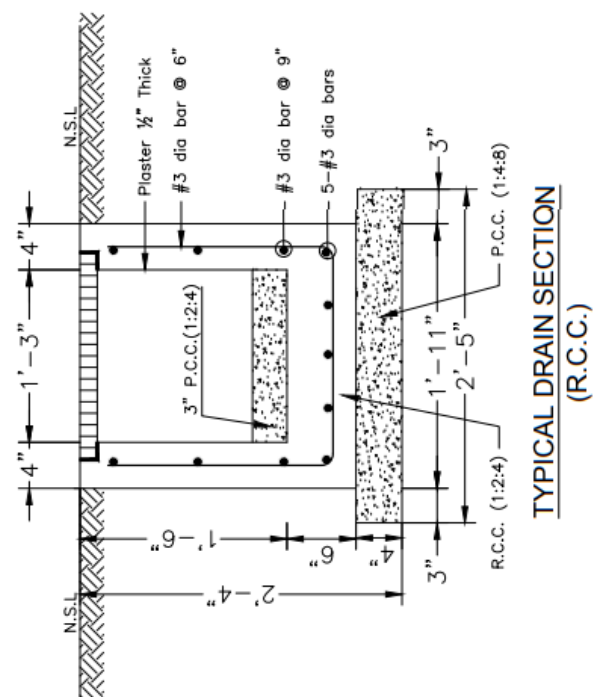 4"
1'-3"
4"
N.S.L
N.S.L
Plaster ½" Thick
#3 dia bar @ 6"
3" P.C.C.(1:2:4)
#3 dia bar @ 9"
5-#3 dia bars
1'-6"
6"
4"
2'-4"
3"
1'-11"
3"
2'-5"
R.C.C. (1:2:4)
P.C.C. (1:4:8)
TYPICAL DRAIN SECTION
(R.C.C.)